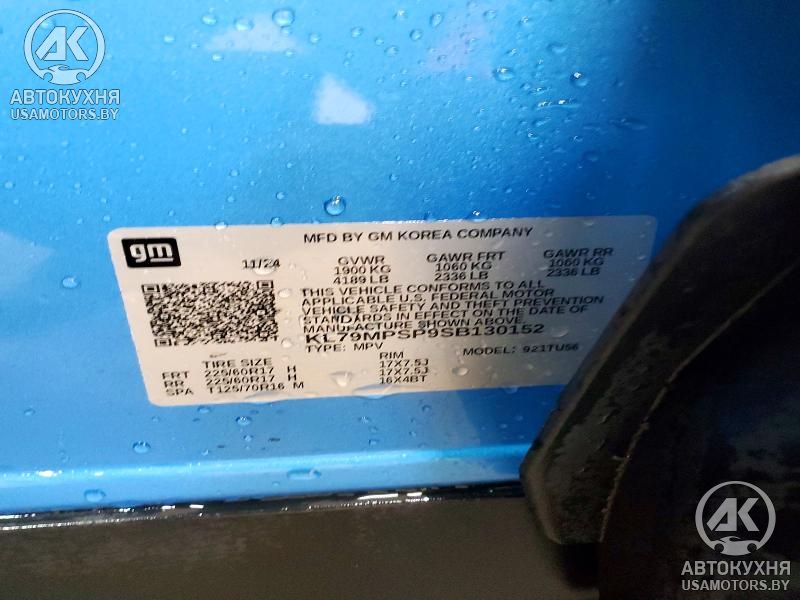 AK
АВТОКУХНЯ
USAMOTORS.BY
gm
MFD BY GM KOREA COMPANY
11/24 GVWR GAWR FRT GAWR RR
1900 KG 1060 KG 1060 KG
4189 LB 2336 LB 2336 LB
THIS VEHICLE CONFORMS TO ALL
APPLICABLE U.S. FEDERAL MOTOR
VEHICLE SAFETY AND THEFT PREVENTION
STANDARDS IN EFFECT ON THE DATE OF
MANUFACTURE SHOWN ABOVE.
KL79MPSP9SB130152
TYPE: MPV MODEL: 921TU56
TIRE SIZE RIM
FRT 225/60R17 H 17X7.5J
RR 225/60R17 H 17X7.5J
SPA T125/70R16 M 16X4BT
AK
АВТОКУХНЯ
USAMOTORS.BY